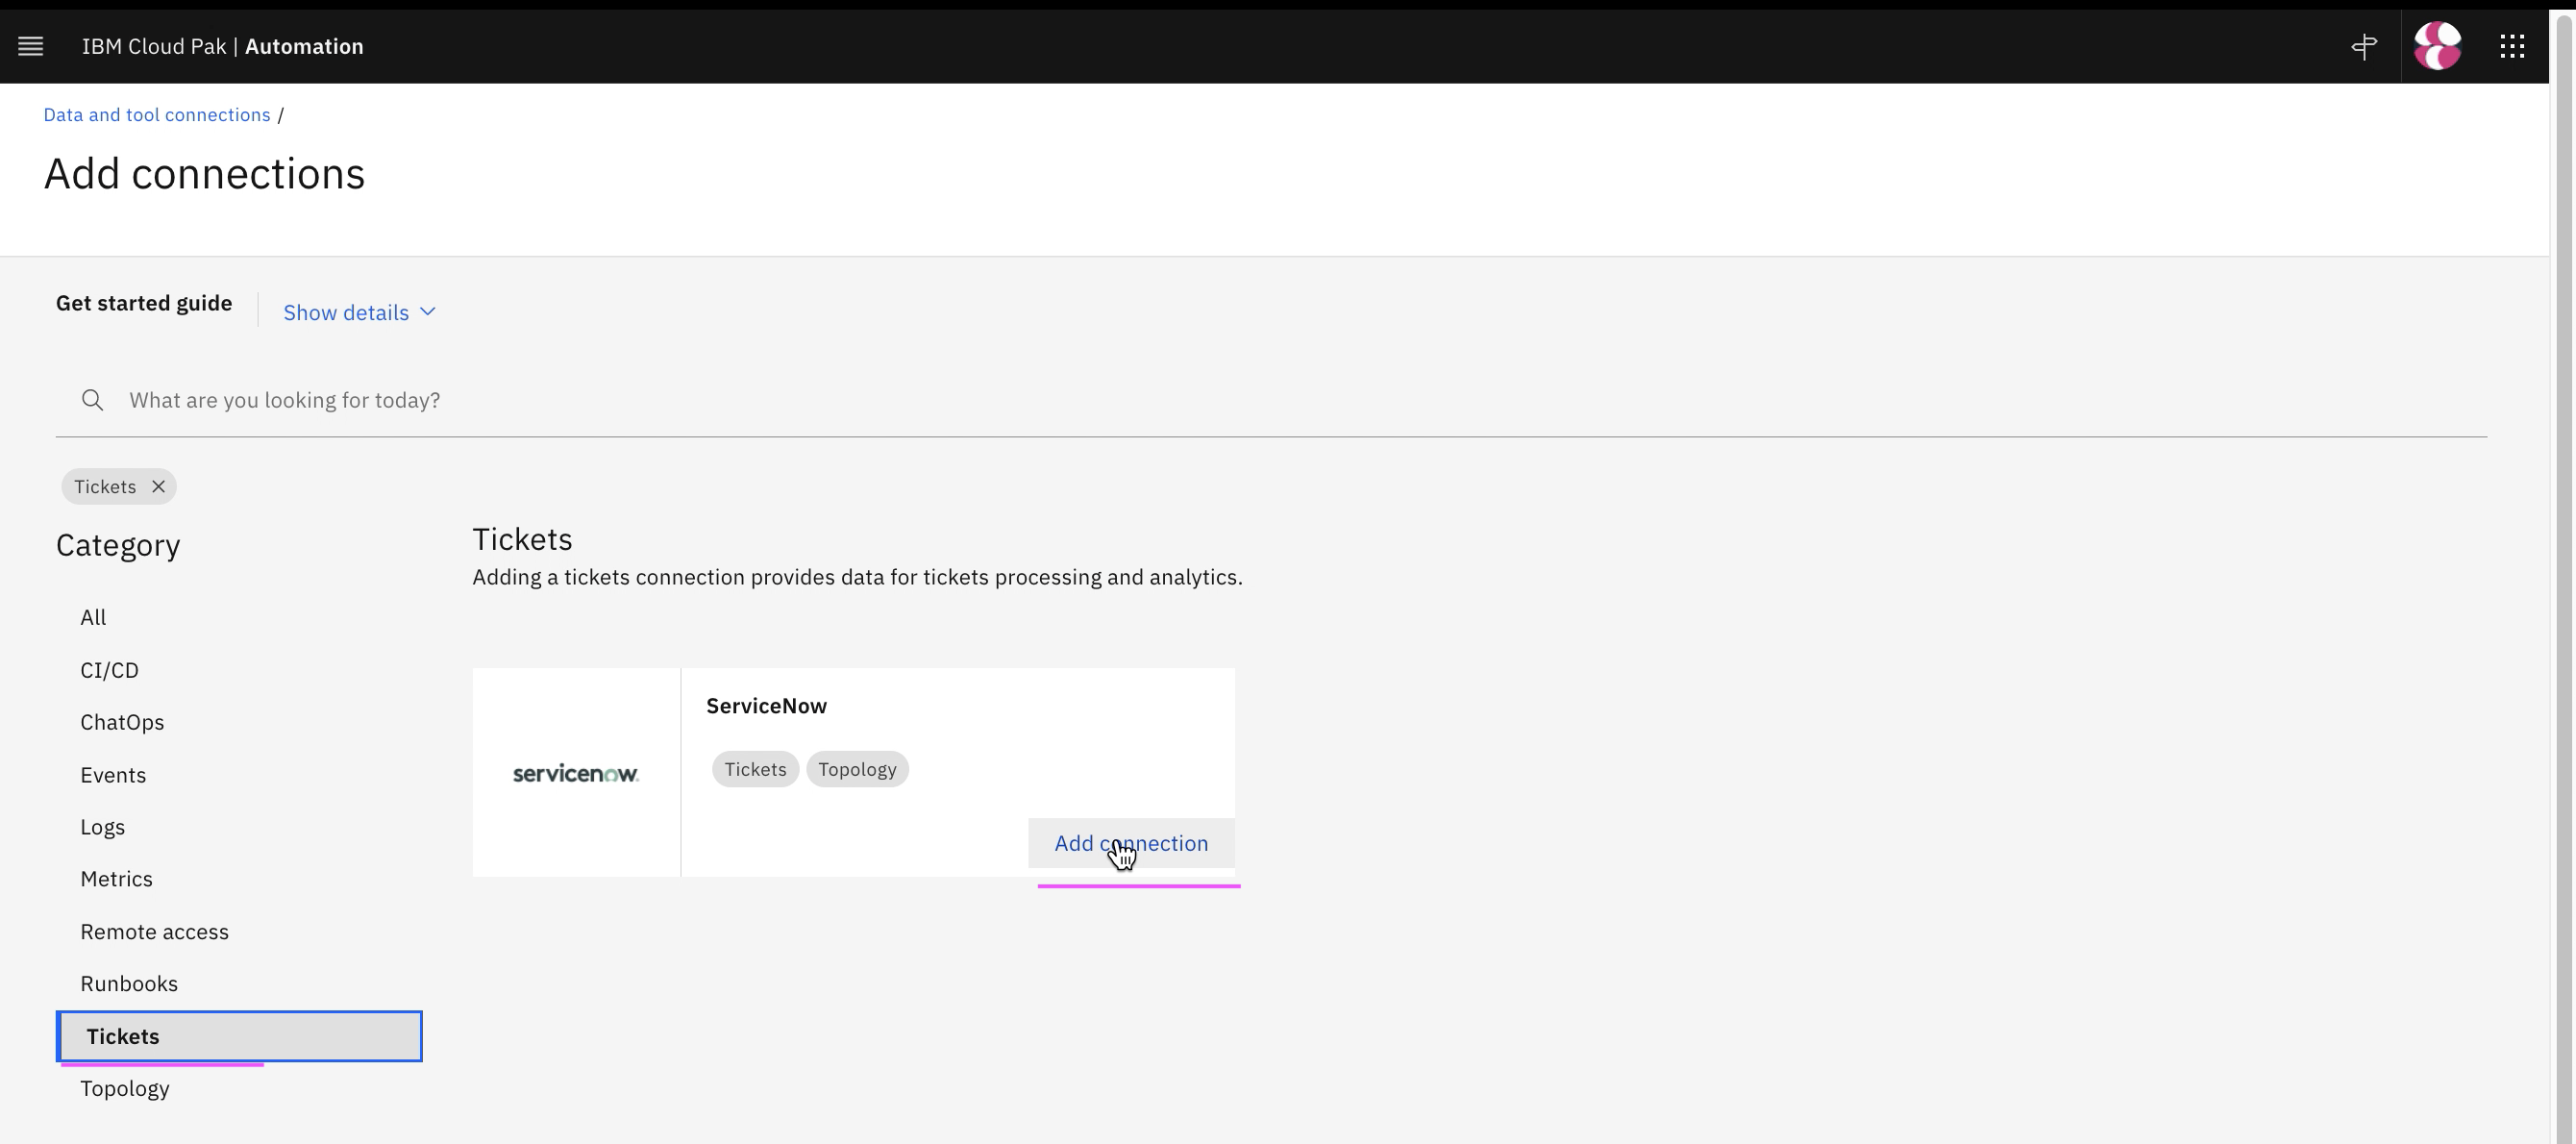 IBM Cloud Pak | Automation
Data and tool connections /
Add connections
Get started guide
Show details
What are you looking for today?
Tickets
Category
All
CI/CD
ChatOps
Events
Logs
Metrics
Remote access
Runbooks
Tickets
Topology
Tickets
Adding a tickets connection provides data for tickets processing and analytics.
servicenow.
ServiceNow
Tickets Topology
Add connection